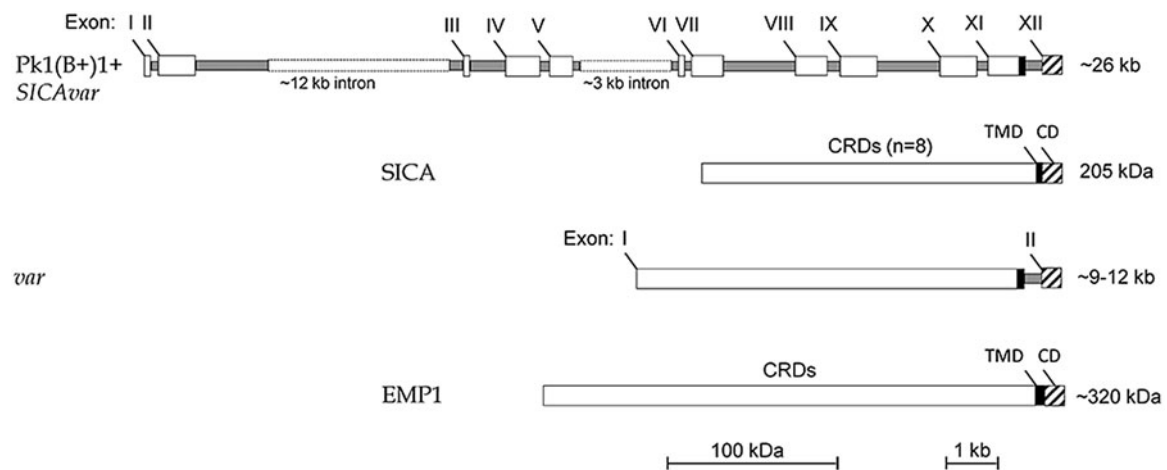 Exon: I II III IV V VI VII VIII IX X XI XII
Pk1(B+)1+ ~26 kb
SICAvar ~12 kb intron ~3 kb intron
TMD CD
CRDs (n=8)
SICA 205 kDa
Exon: I II
var ~9-12 kb
TMD CD
CRDs
EMP1 ~320 kDa
100 kDa 1 kb